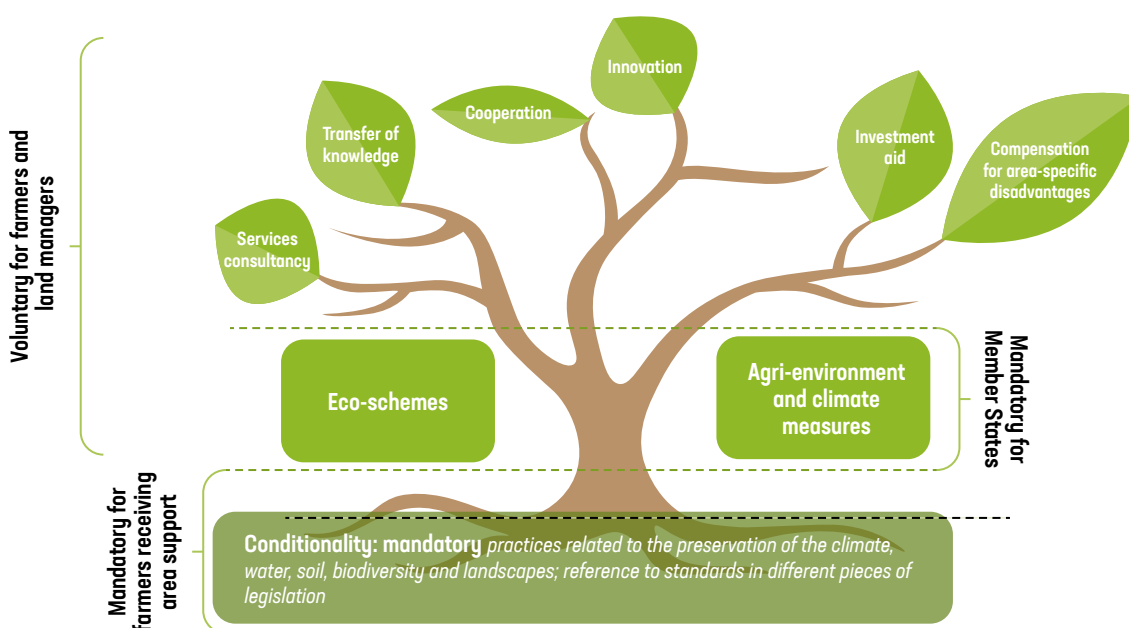 Innovation
Cooperation
Transfer of
knowledge
Investment
aid
Compensation
for area-specific
disadvantages
Services
consultancy
Voluntary for farmers and
land managers
Eco-schemes
Agri-environment
and climate
measures
Mandatory for
Member States
Mandatory for
farmers receiving
area support
Conditionality: mandatory practices related to the preservation of the climate,
water, soil, biodiversity and landscapes; reference to standards in different pieces of
legislation